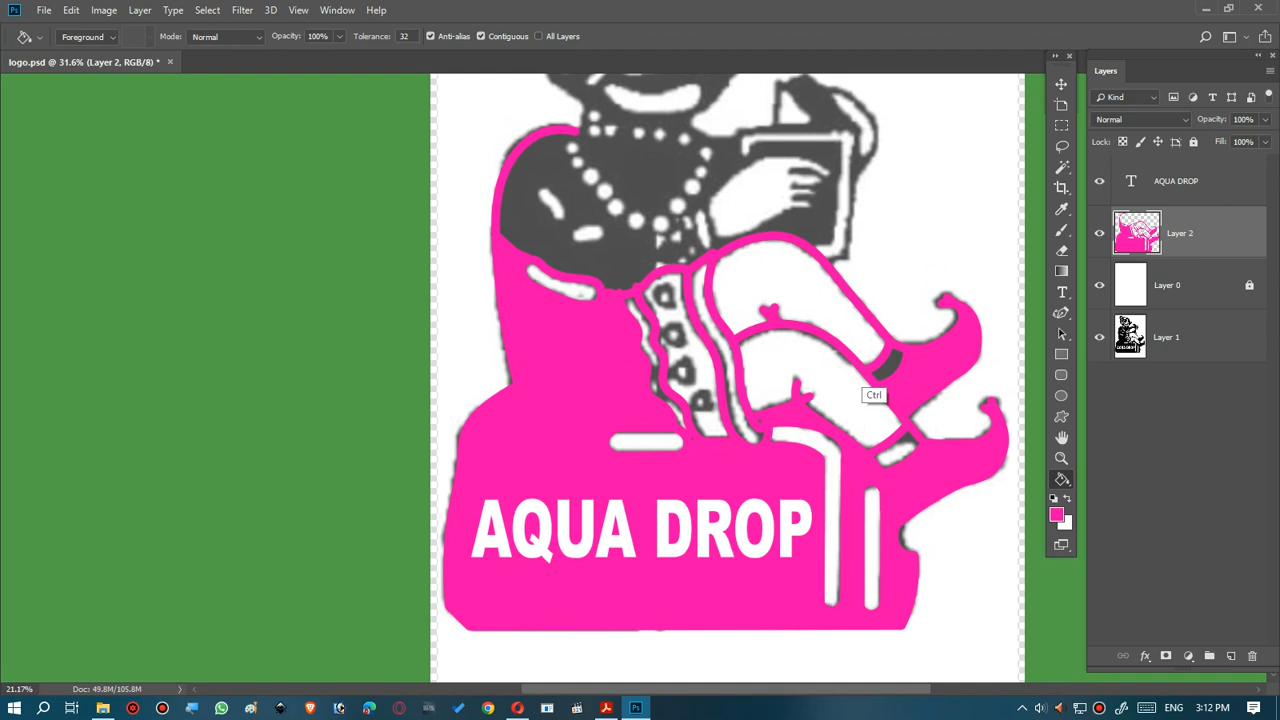 Ps File Edit Image Layer Type Select Filter 3D View Window Help
Foreground Mode: Normal Opacity: 100% Tolerance: 32 Anti-alias Contiguous All Layers
logo.psd @ 31.6% (Layer 2, RGB/8) *
Layers
Kind
Normal Opacity: 100%
Lock: Fill: 100%
T AQUA DROP
Layer 2
Layer 0
Layer 1
Ctrl
AQUA DROP
21.17% Doc: 49.8M/105.8M
ENG 3:12 PM